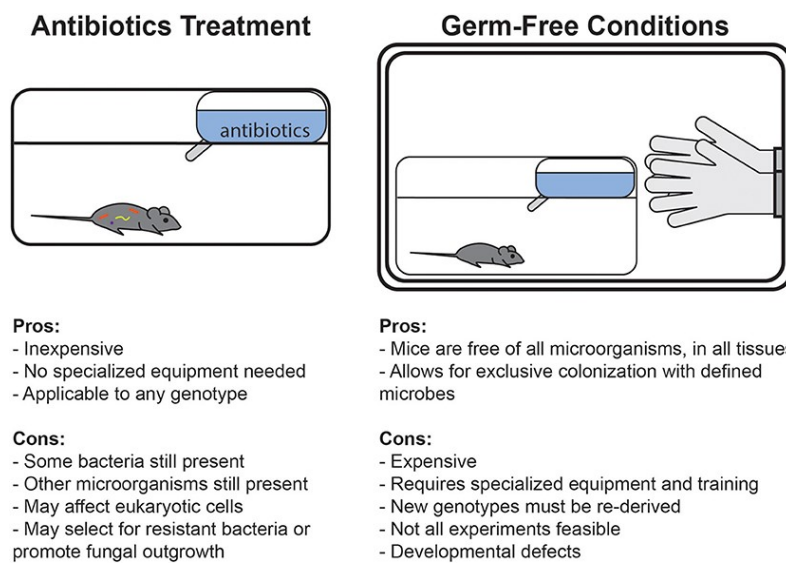 Antibiotics Treatment
antibiotics
Pros:
- Inexpensive
- No specialized equipment needed
- Applicable to any genotype
Cons:
- Some bacteria still present
- Other microorganisms still present
- May affect eukaryotic cells
- May select for resistant bacteria or
promote fungal outgrowth
Germ-Free Conditions
Pros:
- Mice are free of all microorganisms, in all tissues
- Allows for exclusive colonization with defined
microbes
Cons:
- Expensive
- Requires specialized equipment and training
- New genotypes must be re-derived
- Not all experiments feasible
- Developmental defects